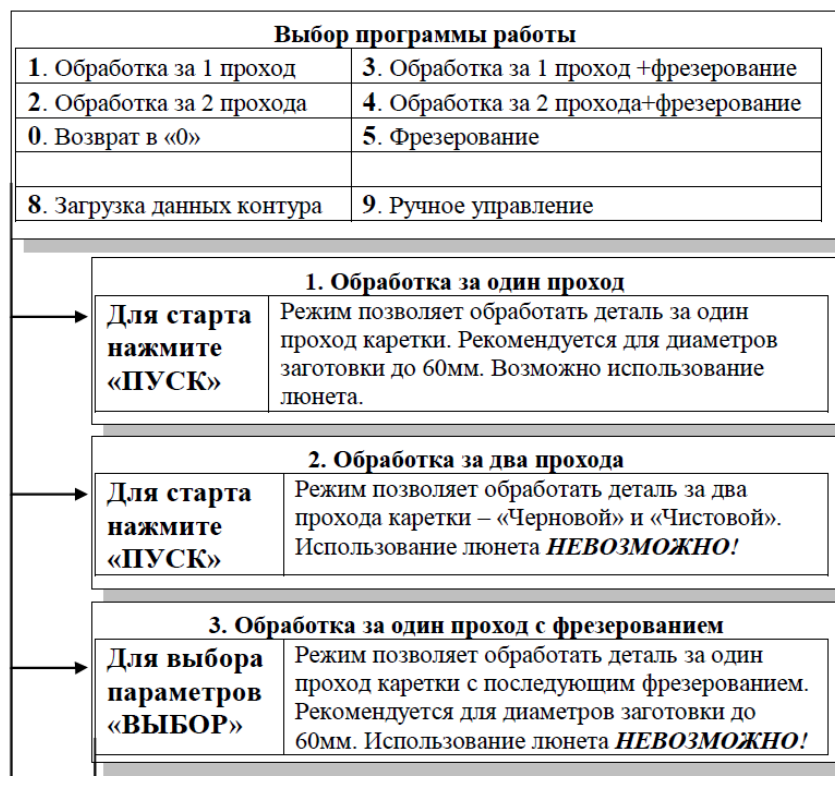 Выбор программы работы
1. Обработка за 1 проход
3. Обработка за 1 проход +фрезерование
2. Обработка за 2 прохода
4. Обработка за 2 прохода+фрезерование
0. Возврат в «0»
5. Фрезерование
8. Загрузка данных контура
9. Ручное управление
1. Обработка за один проход
Для старта
нажмите
«ПУСК»
Режим позволяет обработать деталь за один
проход каретки. Рекомендуется для диаметров
заготовки до 60мм. Возможно использование
люнета.
2. Обработка за два прохода
Для старта
нажмите
«ПУСК»
Режим позволяет обработать деталь за два
прохода каретки – «Черновой» и «Чистовой».
Использование люнета НЕВОЗМОЖНО!
3. Обработка за один проход с фрезерованием
Для выбора
параметров
«ВЫБОР»
Режим позволяет обработать деталь за один
проход каретки с последующим фрезерованием.
Рекомендуется для диаметров заготовки до
60мм. Использование люнета НЕВОЗМОЖНО!